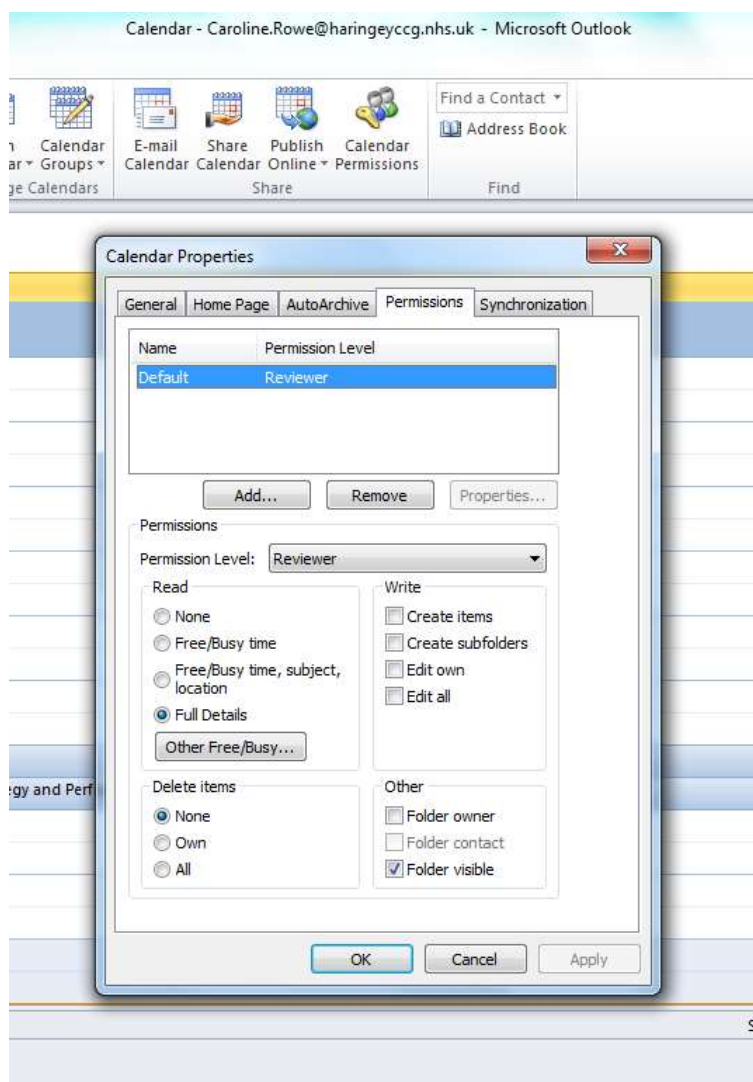 Calendar - Caroline.Rowe@haringeyccg.nhs.uk - Microsoft Outlook
Find a Contact
Calendar E-mail Share Publish Calendar Address Book
Groups Calendar Calendar Online Permissions
Calendars Share Find
Calendar Properties
General Home Page AutoArchive Permissions Synchronization
Name Permission Level
Default Reviewer
Add... Remove Properties...
Permissions
Permission Level: Reviewer
Read Write
None Create items
Free/Busy time Create subfolders
Free/Busy time, subject, Edit own
location Edit all
Full Details
Other Free/Busy...
egy and Perf
Delete items Other
None Folder owner
Own Folder contact
All Folder visible
OK Cancel Apply